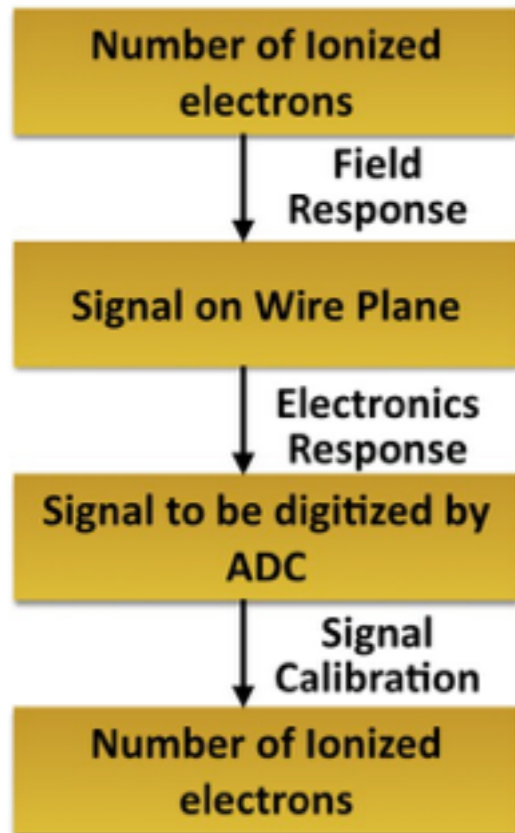 Number of Ionized
electrons
Field
Response
Signal on Wire Plane
Electronics
Response
Signal to be digitized by
ADC
Signal
Calibration
Number of Ionized
electrons